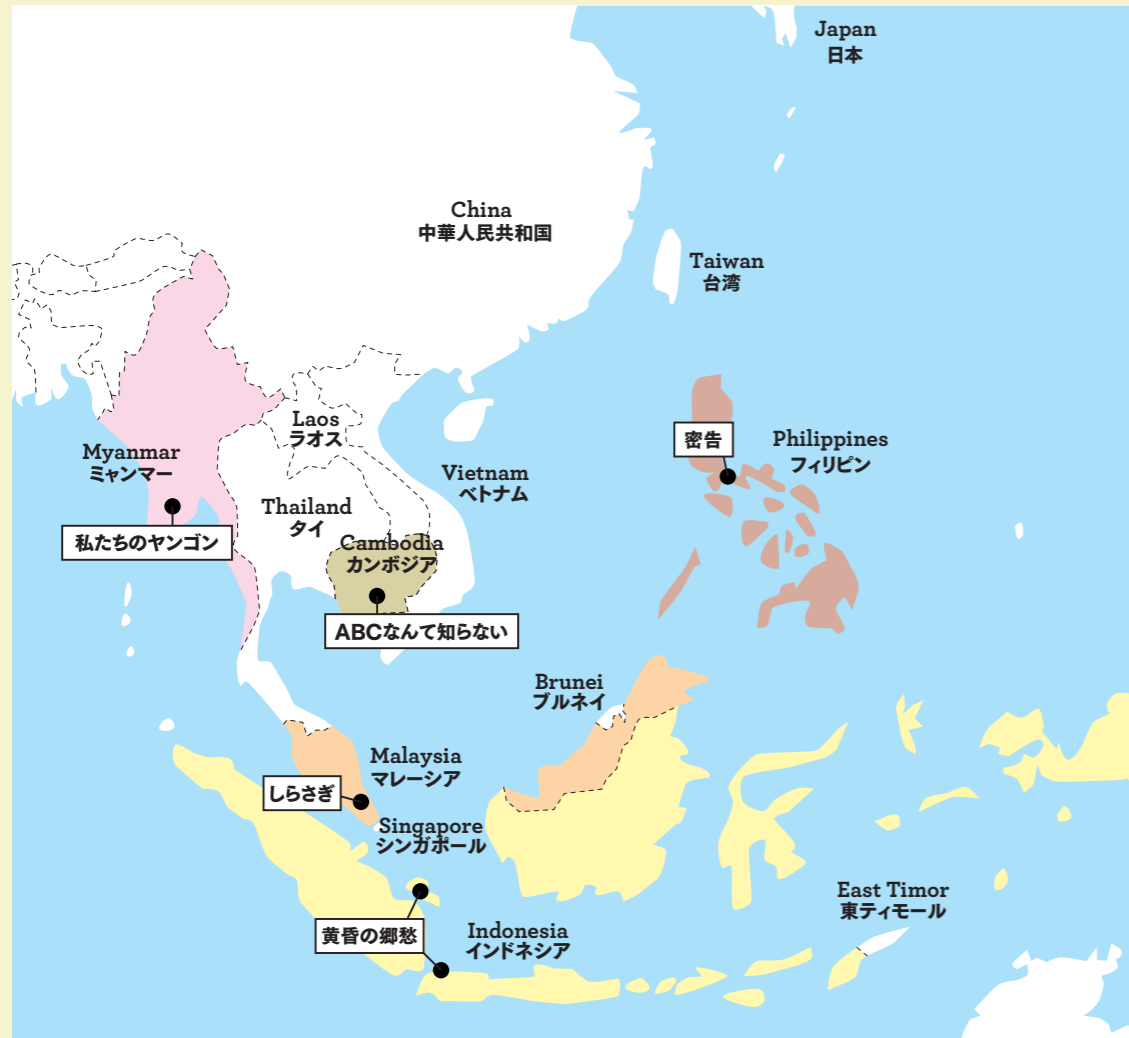 Japan
日本
China
中華人民共和国
Taiwan
台湾
Laos
ラオス
Myanmar
ミャンマー
密告
Philippines
フィリピン
Vietnam
ベトナム
Thailand
タイ
私たちのヤンゴン
Cambodia
カンボジア
ABCなんて知らない
Brunei
ブルネイ
Malaysia
マレーシア
しらさぎ
Singapore
シンガポール
East Timor
東ティモール
黄昏の郷愁
Indonesia
インドネシア